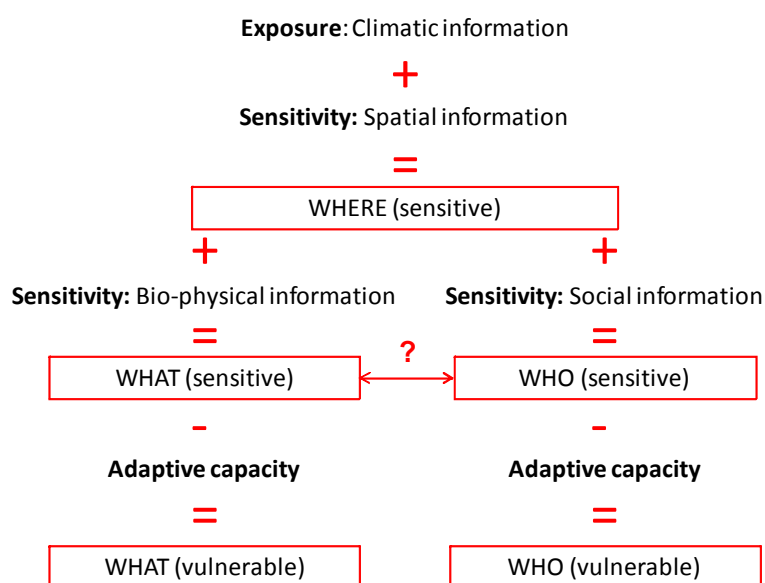 Exposure: Climatic information
+
Sensitivity: Spatial information
=
WHERE (sensitive)
+ +
Sensitivity: Bio-physical information Sensitivity: Social information
= =
?
WHAT (sensitive) WHO (sensitive)
- -
Adaptive capacity Adaptive capacity
= =
WHAT (vulnerable) WHO (vulnerable)